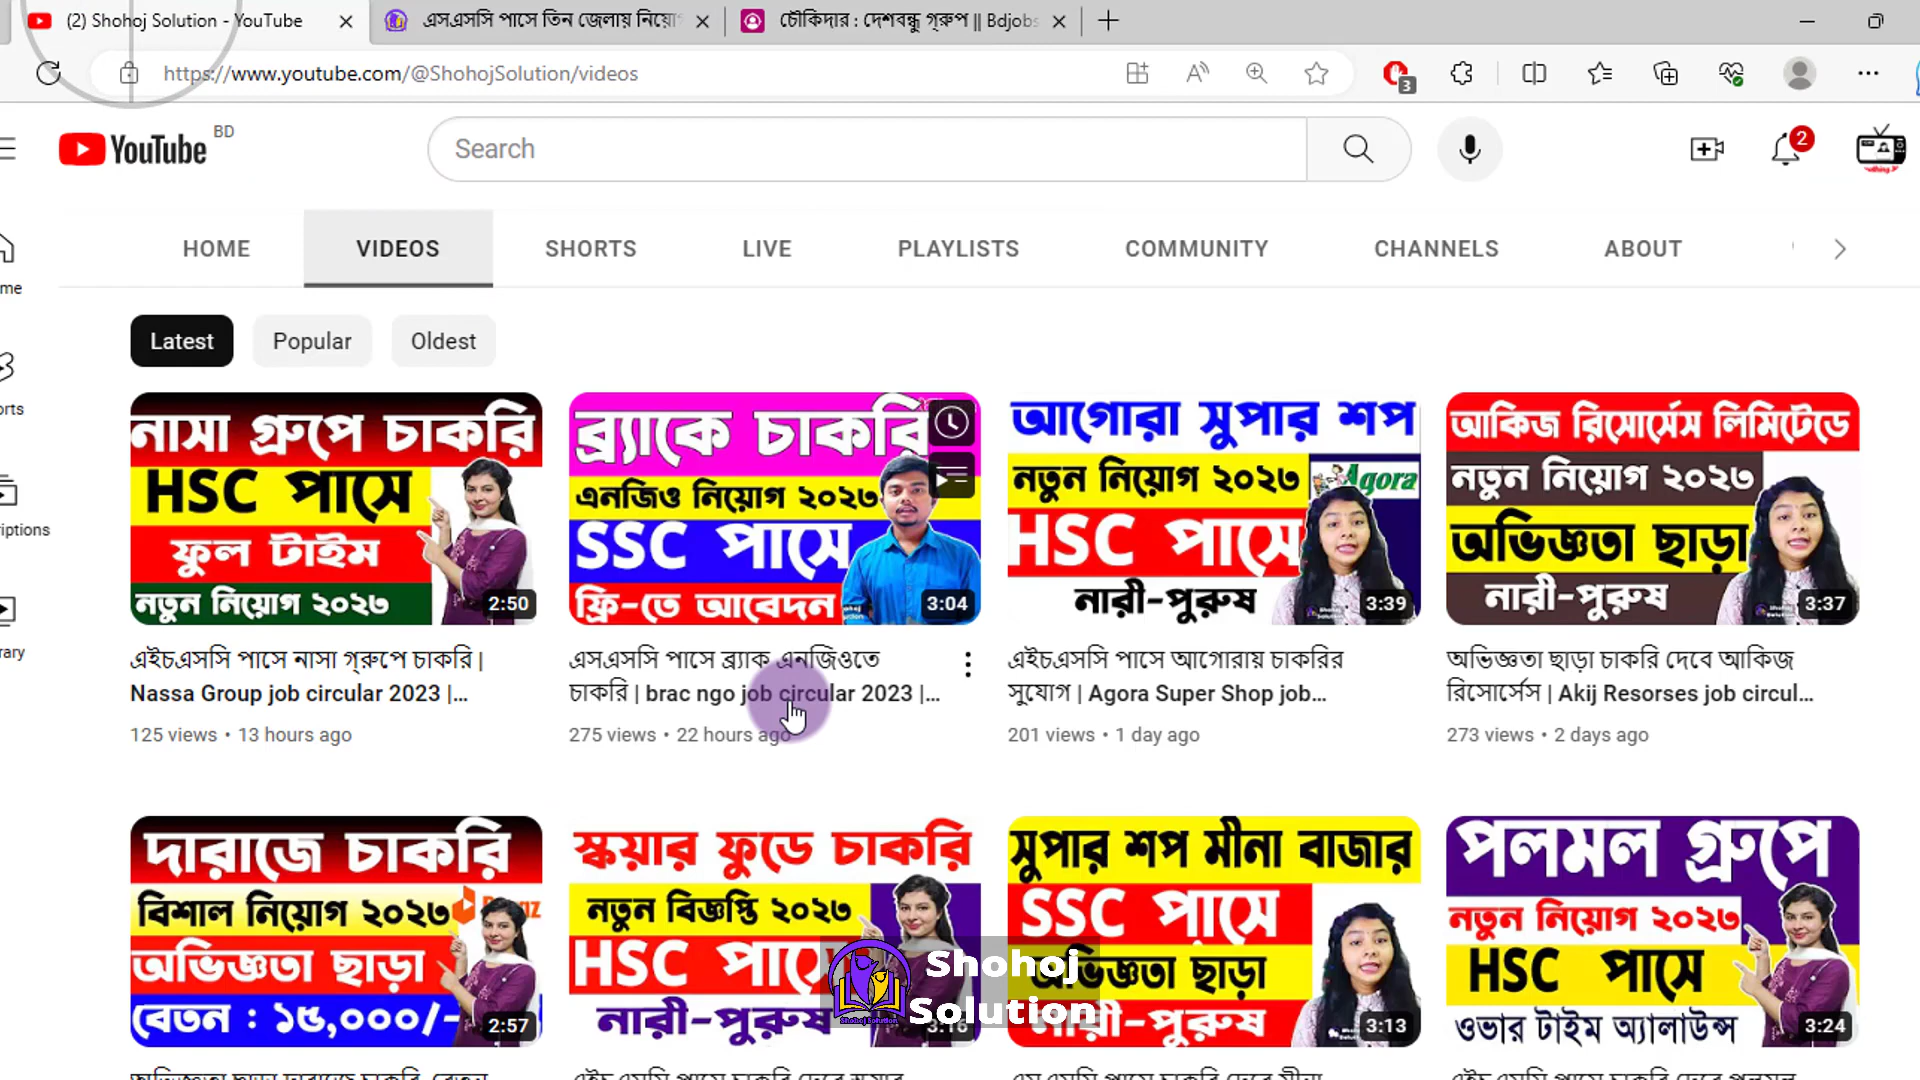 (2) Shohoj Solution - YouTube
এসএসসি পাসে তিন জেলায় নিয়ো
চৌকিদার : দেশবন্ধু গ্রুপ || Bdjobs
https://www.youtube.com/@ShohojSolution/videos
3
YouTube BD
Search
2
HOME
VIDEOS
SHORTS
LIVE
PLAYLISTS
COMMUNITY
CHANNELS
ABOUT
Latest
Popular
Oldest
নাসা গ্রুপে চাকরি
HSC পাসে
ফুল টাইম
নতুন নিয়োগ ২০২৩
2:50
ব্র্যাকে চাকরি
এনজিও নিয়োগ ২০২৩
SSC পাসে
ফ্রি-তে আবেদন
3:04
আগোরা সুপার শপ
নতুন নিয়োগ ২০২৩
Agora
HSC পাসে
নারী-পুরুষ
3:39
আকিজ রিসোর্সেস লিমিটেডে
নতুন নিয়োগ ২০২৩
অভিজ্ঞতা ছাড়া
নারী-পুরুষ
3:37
এইচএসসি পাসে নাসা গ্রুপে চাকরি |
Nassa Group job circular 2023 |...
125 views • 13 hours ago
এসএসসি পাসে ব্র্যাক এনজিওতে
চাকরি | brac ngo job circular 2023 |...
275 views • 22 hours ago
এইচএসসি পাসে আগোরায় চাকরির
সুযোগ | Agora Super Shop job...
201 views • 1 day ago
অভিজ্ঞতা ছাড়া চাকরি দেবে আকিজ
রিসোর্সেস | Akij Resorses job circul...
273 views • 2 days ago
দারাজে চাকরি
বিশাল নিয়োগ ২০২৩
অভিজ্ঞতা ছাড়া
বেতন : ১৫,০০০/-
2:57
স্কয়ার ফুডে চাকরি
নতুন বিজ্ঞপ্তি ২০২৩
HSC পাসে
নারী-পুরুষ
সুপার শপ মীনা বাজার
SSC পাসে
অভিজ্ঞতা ছাড়া
নারী-পুরুষ
3:13
পলমল গ্রুপে
নতুন নিয়োগ ২০২৩
HSC পাসে
ওভার টাইম অ্যালাউন্স
3:24
Shohoj
Solution